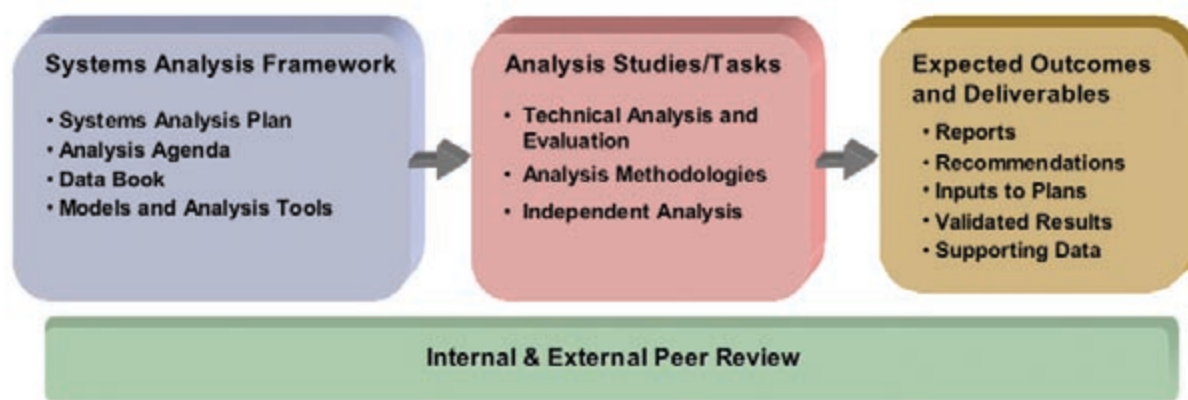 Systems Analysis Framework
• Systems Analysis Plan
• Analysis Agenda
• Data Book
• Models and Analysis Tools
Analysis Studies/Tasks
• Technical Analysis and
Evaluation
• Analysis Methodologies
• Independent Analysis
Expected Outcomes
and Deliverables
• Reports
• Recommendations
• Inputs to Plans
• Validated Results
• Supporting Data
Internal & External Peer Review